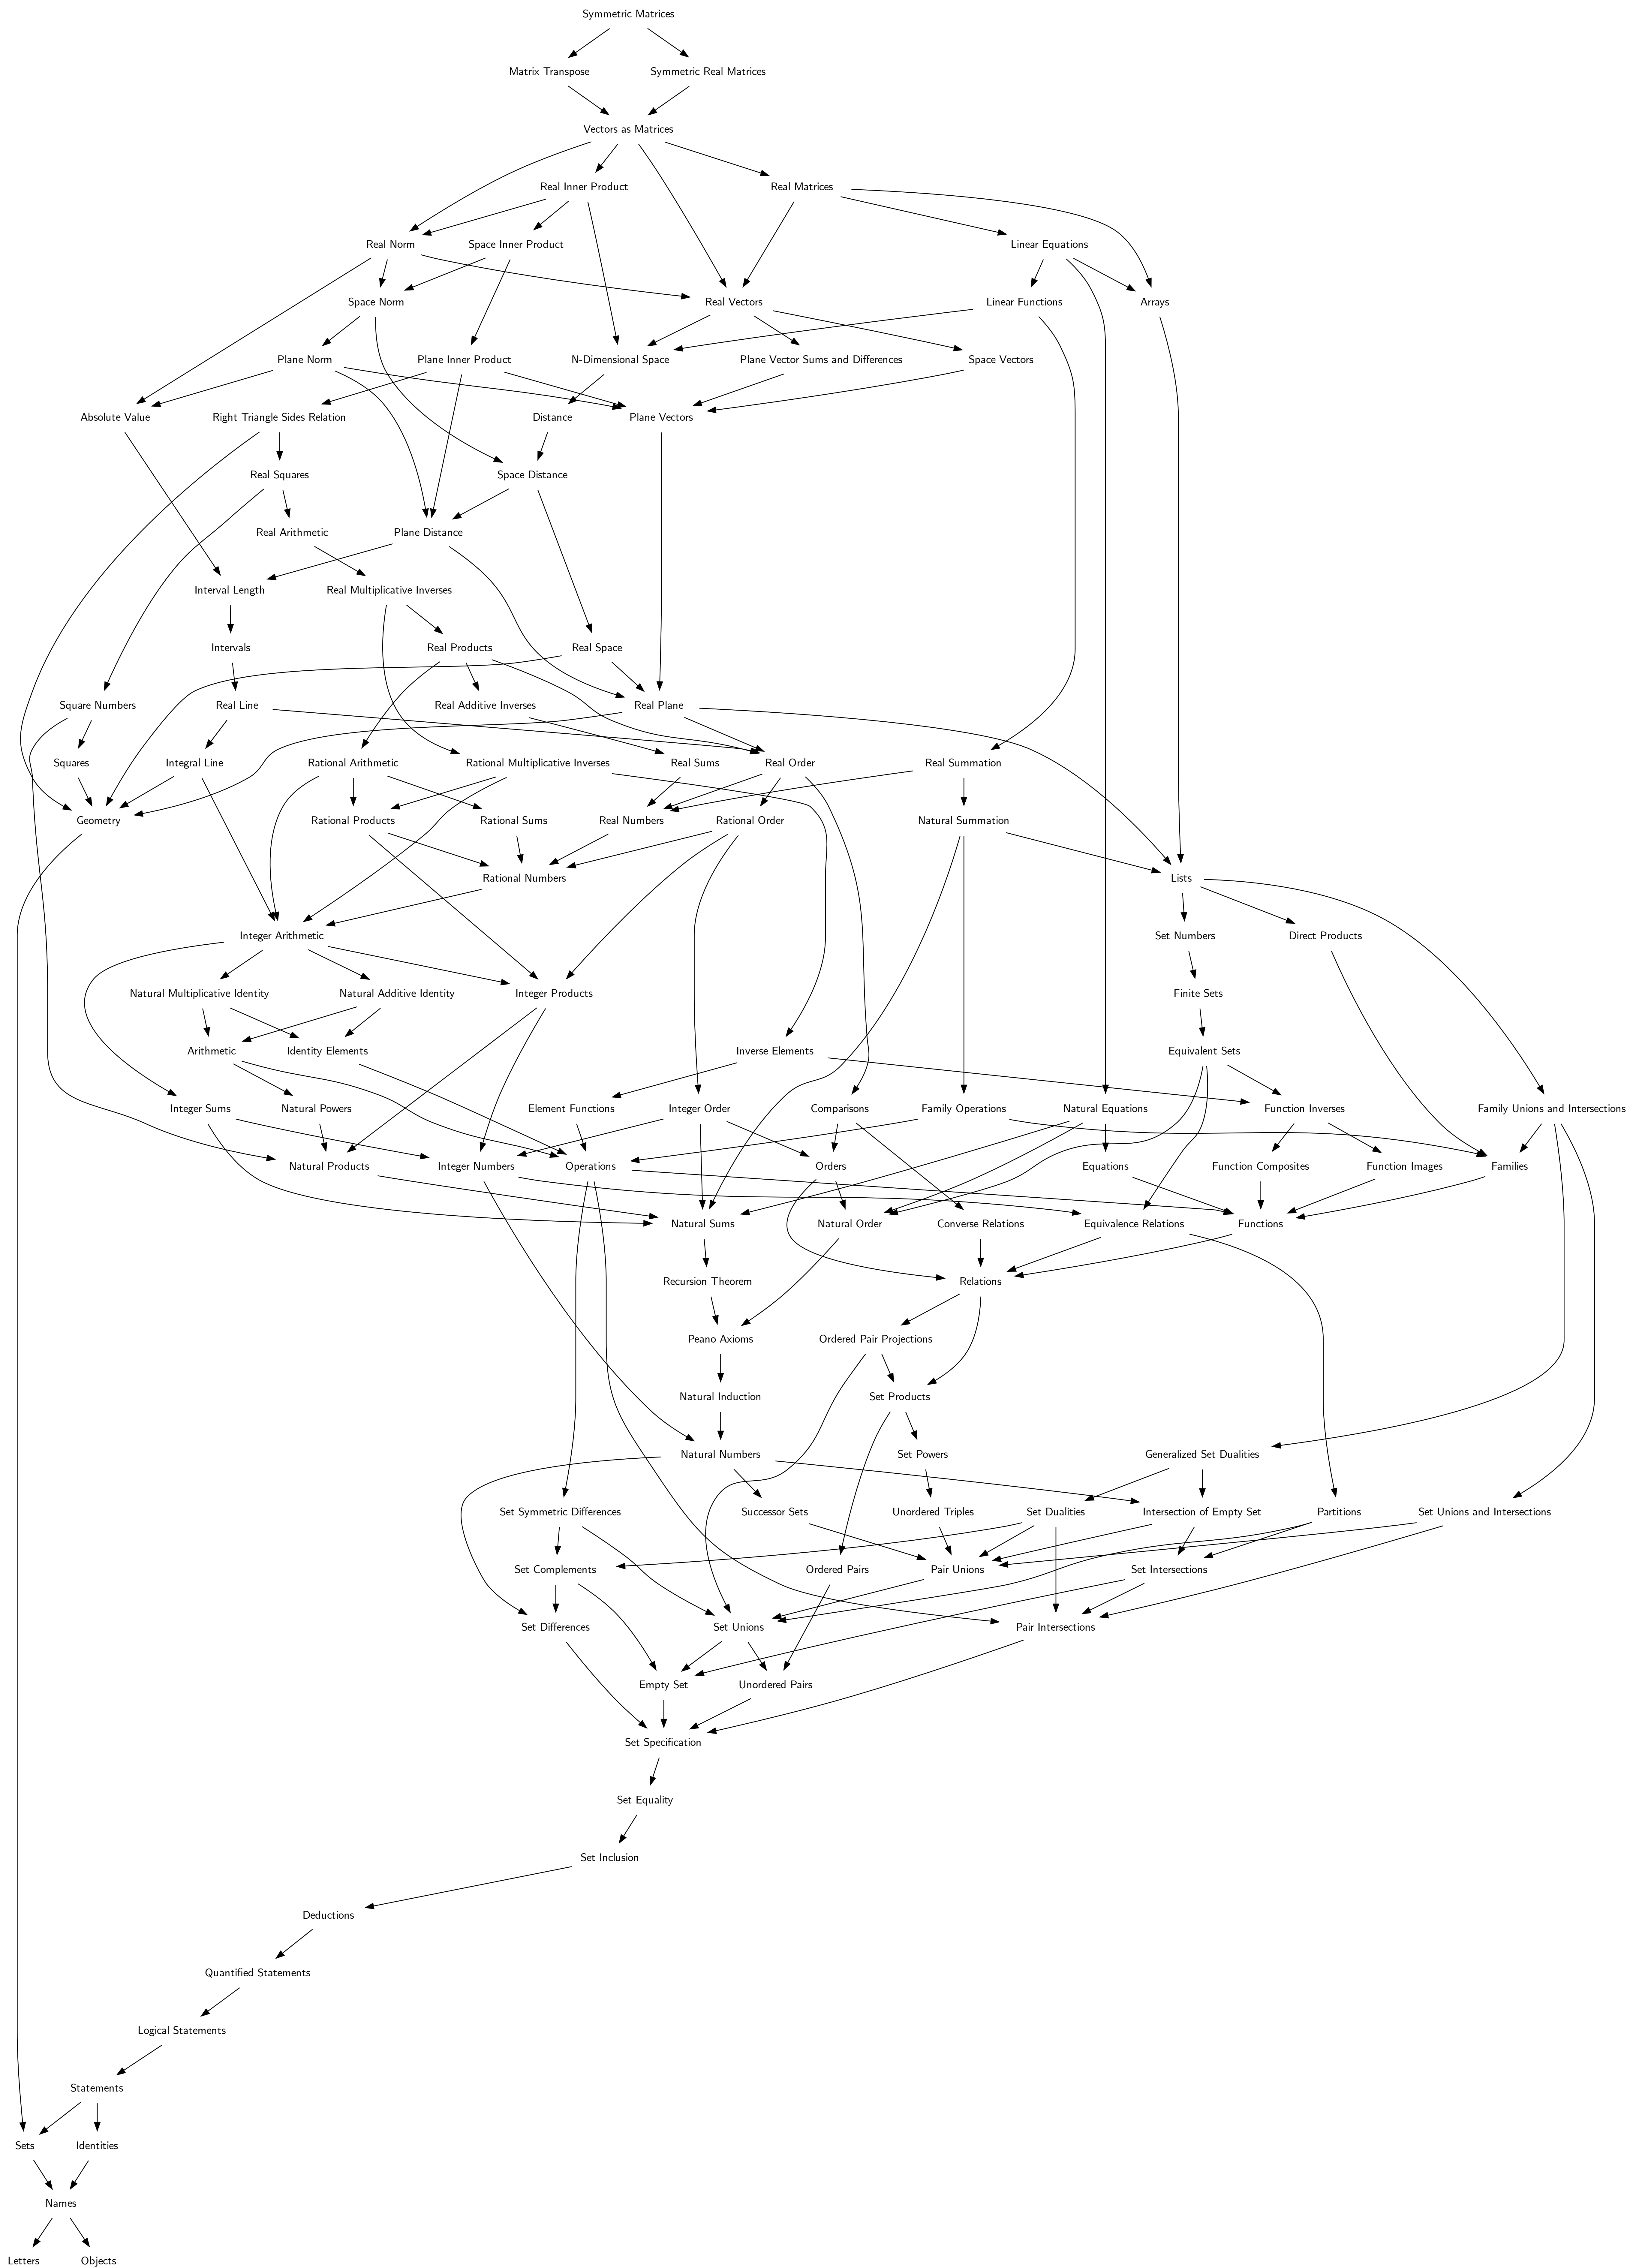 Symmetric Matrices
Matrix Transpose
Symmetric Real Matrices
Vectors as Matrices
Real Inner Product
Real Matrices
Real Norm
Space Inner Product
Linear Equations
Space Norm
Real Vectors
Linear Functions
Arrays
Plane Norm
Plane Inner Product
N-Dimensional Space
Plane Vector Sums and Differences
Space Vectors
Absolute Value
Right Triangle Sides Relation
Distance
Plane Vectors
Real Squares
Space Distance
Real Arithmetic
Plane Distance
Interval Length
Real Multiplicative Inverses
Intervals
Real Products
Real Space
Square Numbers
Real Line
Real Additive Inverses
Real Plane
Squares
Integral Line
Rational Arithmetic
Rational Multiplicative Inverses
Real Sums
Real Order
Real Summation
Geometry
Rational Products
Rational Sums
Real Numbers
Rational Order
Natural Summation
Rational Numbers
Lists
Integer Arithmetic
Set Numbers
Direct Products
Natural Multiplicative Identity
Natural Additive Identity
Integer Products
Finite Sets
Arithmetic
Identity Elements
Inverse Elements
Equivalent Sets
Integer Sums
Natural Powers
Element Functions
Integer Order
Comparisons
Family Operations
Natural Equations
Function Inverses
Family Unions and Intersections
Natural Products
Integer Numbers
Operations
Orders
Equations
Function Composites
Function Images
Families
Natural Sums
Natural Order
Converse Relations
Equivalence Relations
Functions
Recursion Theorem
Relations
Peano Axioms
Ordered Pair Projections
Natural Induction
Set Products
Natural Numbers
Set Powers
Generalized Set Dualities
Set Symmetric Differences
Successor Sets
Unordered Triples
Set Dualities
Intersection of Empty Set
Partitions
Set Unions and Intersections
Set Complements
Ordered Pairs
Pair Unions
Set Intersections
Set Differences
Set Unions
Pair Intersections
Empty Set
Unordered Pairs
Set Specification
Set Equality
Set Inclusion
Deductions
Quantified Statements
Logical Statements
Statements
Sets
Identities
Names
Letters
Objects